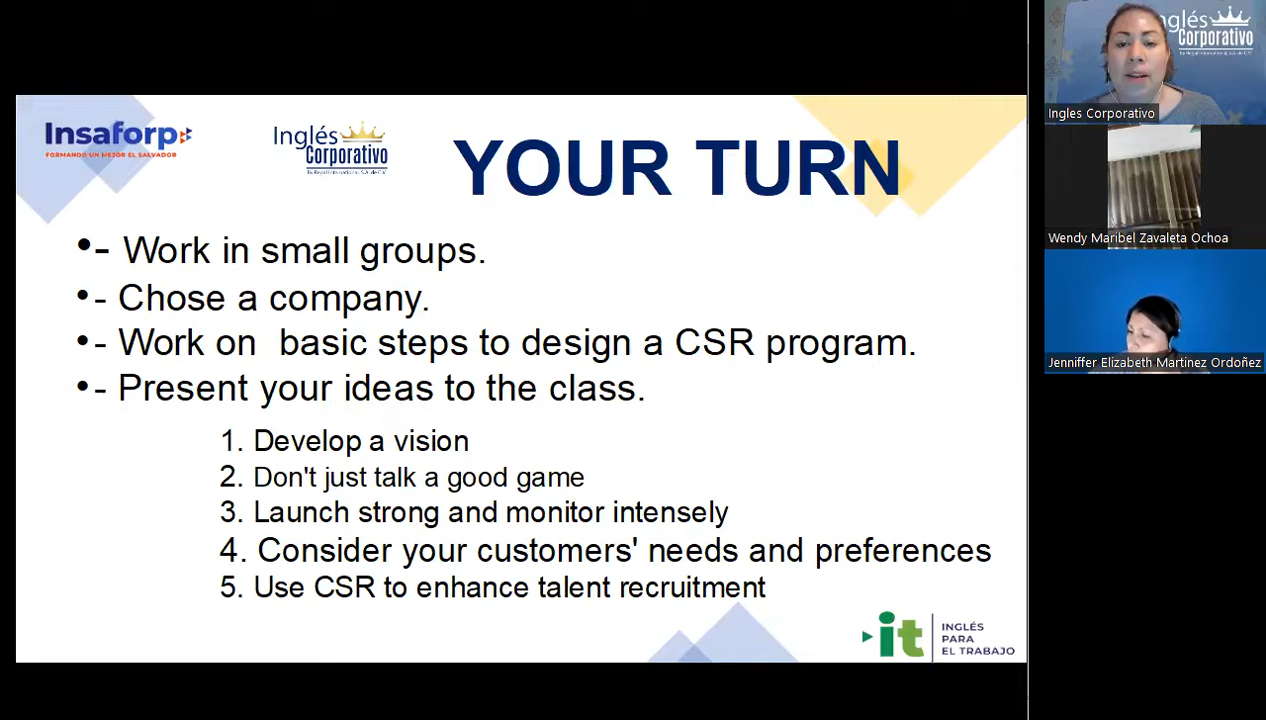 Insaforp
FORMANDO UN MEJOR EL SALVADOR
Inglés
Corporativo
YOUR TURN
•- Work in small groups.
•- Chose a company.
•- Work on  basic steps to design a CSR program.
•- Present your ideas to the class.
1. Develop a vision
2. Don't just talk a good game
3. Launch strong and monitor intensely
4. Consider your customers' needs and preferences
5. Use CSR to enhance talent recruitment
it
INGLÉS
PARA
EL TRABAJO
Corporativo
Ingles Corporativo
Wendy Maribel Zavaleta Ochoa
Jenniffer Elizabeth Martinez Ordoñez